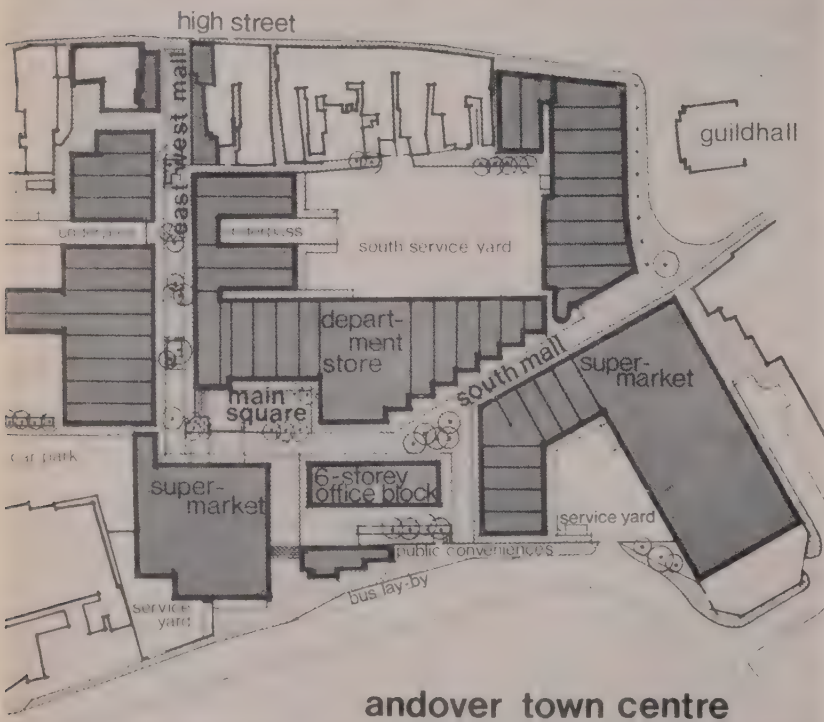 high street
east west mall
guildhall
underpass
underpass
south service yard
depart-
ment
store
south mall
super-
market
main
square
car park
super-
market
6-storey
office block
service yard
public conveniences
bus lay-by
service
yard
andover town centre